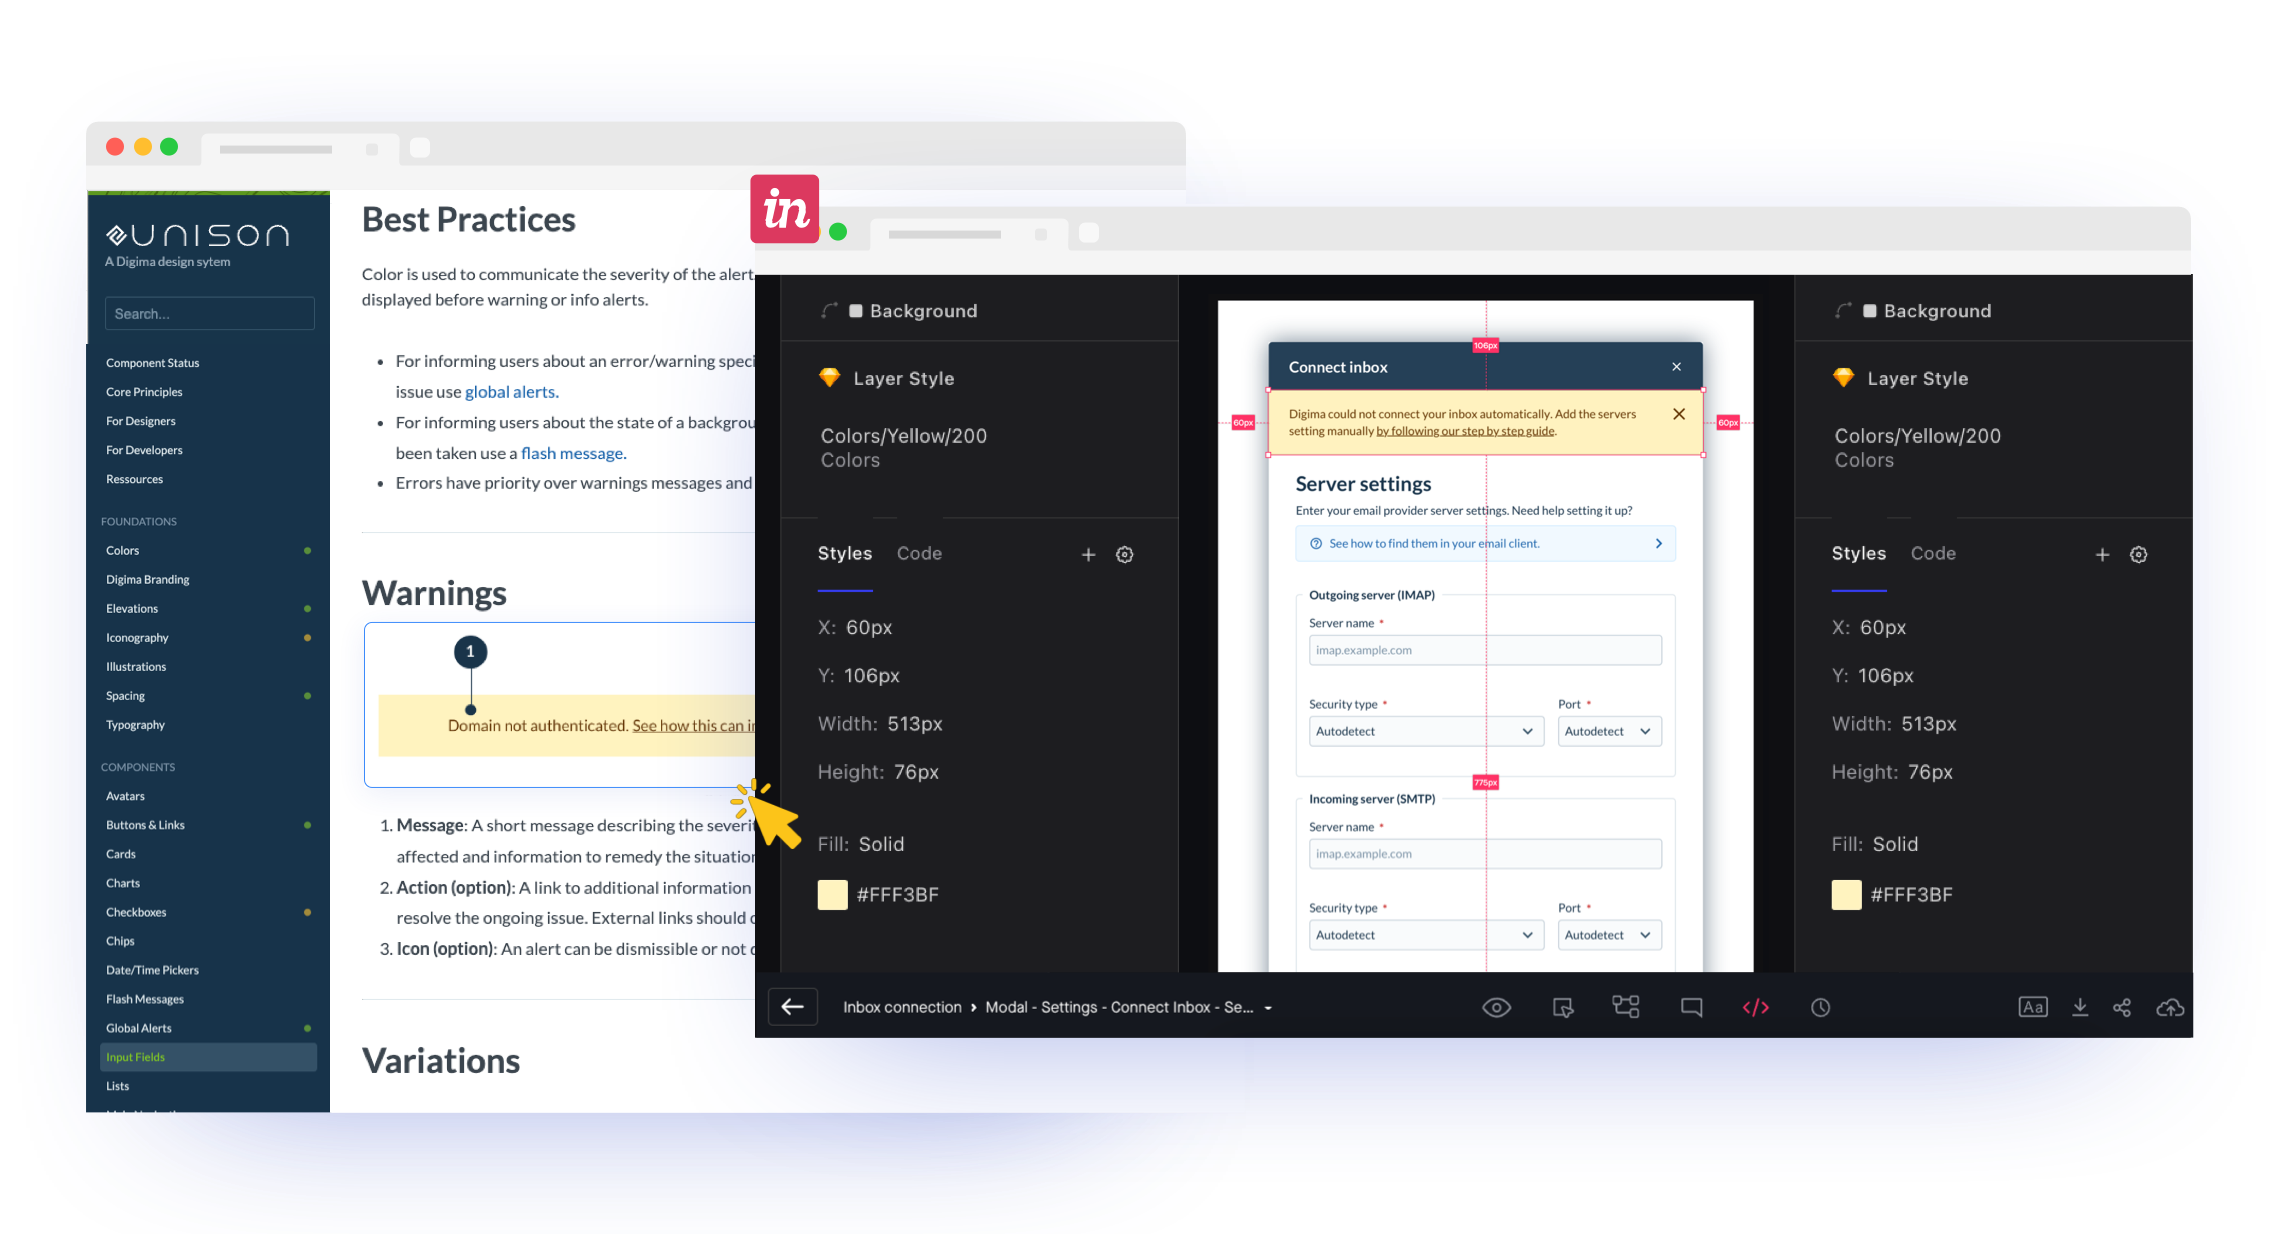 UNISON
A Digima design sytem
Search...
Component Status
Core Principles
For Designers
For Developers
Ressources
FOUNDATIONS
Colors
Digima Branding
Elevations
Iconography
Illustrations
Spacing
Typography
COMPONENTS
Avatars
Buttons & Links
Cards
Charts
Checkboxes
Chips
Date/Time Pickers
Flash Messages
Global Alerts
Input Fields
Lists
Best Practices
Color is used to communicate the severity of the alert
displayed before warning or info alerts.
• For informing users about an error/warning speci
issue use global alerts.
• For informing users about the state of a backgrou
been taken use a flash message.
• Errors have priority over warnings messages and
Warnings
1
Domain not authenticated. See how this can i
1. Message: A short message describing the severi
affected and information to remedy the situation
2. Action (option): A link to additional information
resolve the ongoing issue. External links should
3. Icon (option): An alert can be dismissible or not
Variations
in
Background
Layer Style
Colors/Yellow/200
Colors
Styles Code
X: 60px
Y: 106px
Width: 513px
Height: 76px
Fill: Solid
#FFF3BF
106px
Connect inbox
60px
Digima could not connect your inbox automatically. Add the servers
setting manually by following our step by step guide.
60px
Server settings
Enter your email provider server settings. Need help setting it up?
See how to find them in your email client.
Outgoing server (IMAP)
Server name *
imap.example.com
Security type * Port *
Autodetect Autodetect
775px
Incoming server (SMTP)
Server name *
imap.example.com
Security type * Port *
Autodetect Autodetect
Background
Layer Style
Colors/Yellow/200
Colors
Styles Code
X: 60px
Y: 106px
Width: 513px
Height: 76px
Fill: Solid
#FFF3BF
Inbox connection › Modal - Settings - Connect Inbox - Se...
</>
Aa